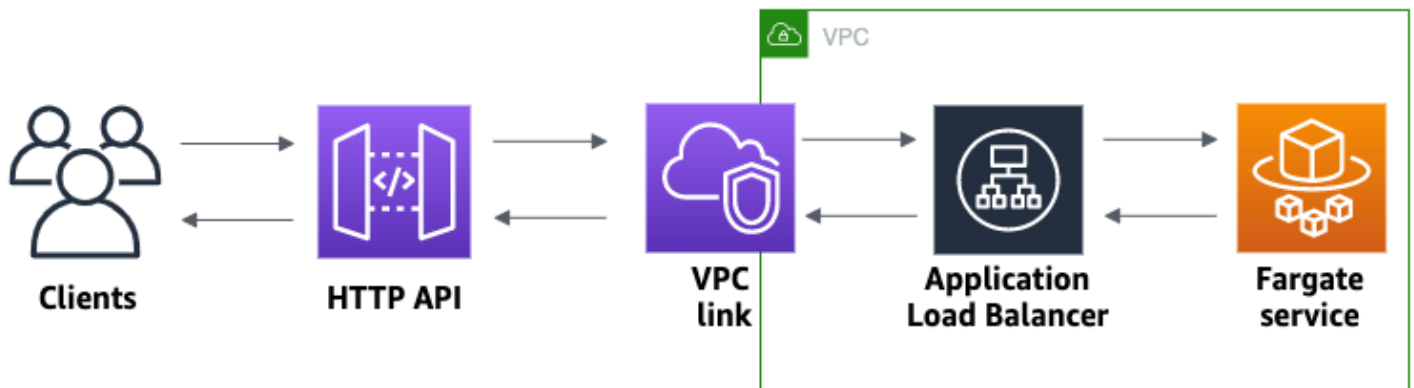 VPC
</>
Clients
HTTP API
VPC
link
Application
Load Balancer
Fargate
service